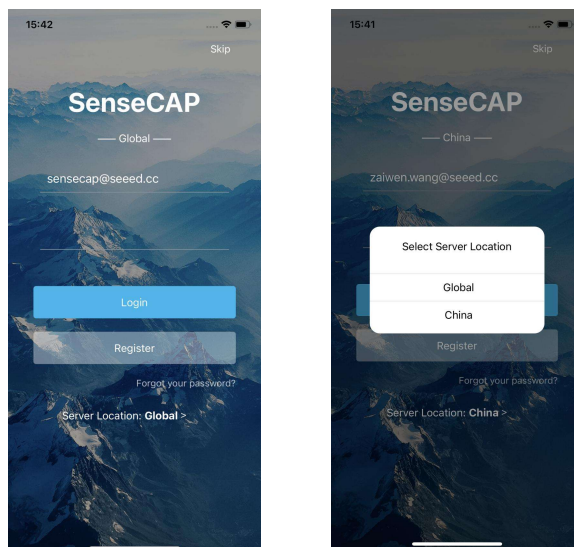 15:42
Skip
SenseCAP
Global
sensecap@seeed.cc
Login
Register
Forgot your password?
Server Location: Global >
15:41
Skip
SenseCAP
China
zaiwen.wang@seeed.cc
Select Server Location
Global
China
Register
Forgot your password?
Server Location: China >